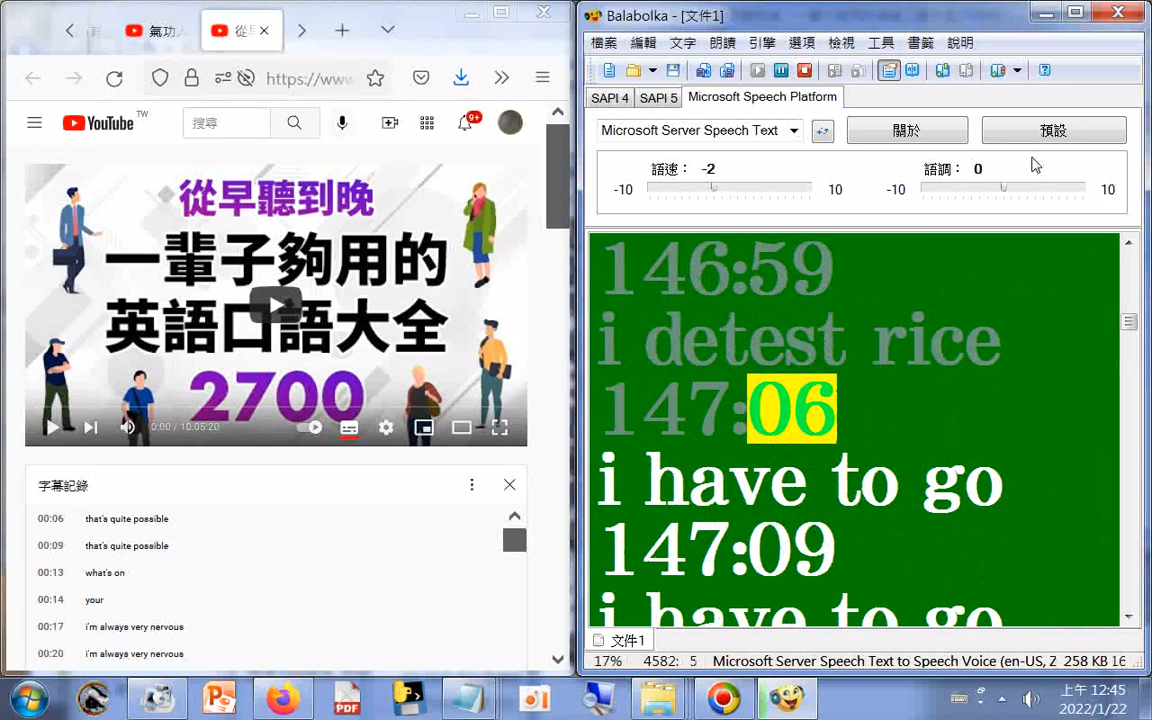 氣功
從
https://www
YouTube TW
搜尋
9+
從早聽到晚
一輩子夠用的
英語口語大全
2700
0:00 / 10:05:20
字幕記錄
00:06 that's quite possible
00:09 that's quite possible
00:13 what's on
00:14 your
00:17 i'm always very nervous
00:20 i'm always very nervous
Balabolka - [文件1]
檔案 編輯 文字 朗讀 引擎 選項 檢視 工具 書籤 說明
SAPI 4 SAPI 5 Microsoft Speech Platform
Microsoft Server Speech Text 關於 預設
語速： -2 語調： 0
-10 10 -10 10
146:59
i detest rice
147:06
i have to go
147:09
i have to go
文件1
17% 4582: 5 Microsoft Server Speech Text to Speech Voice (en-US, Z 258 KB 16
PDF
上午 12:45
2022/1/22